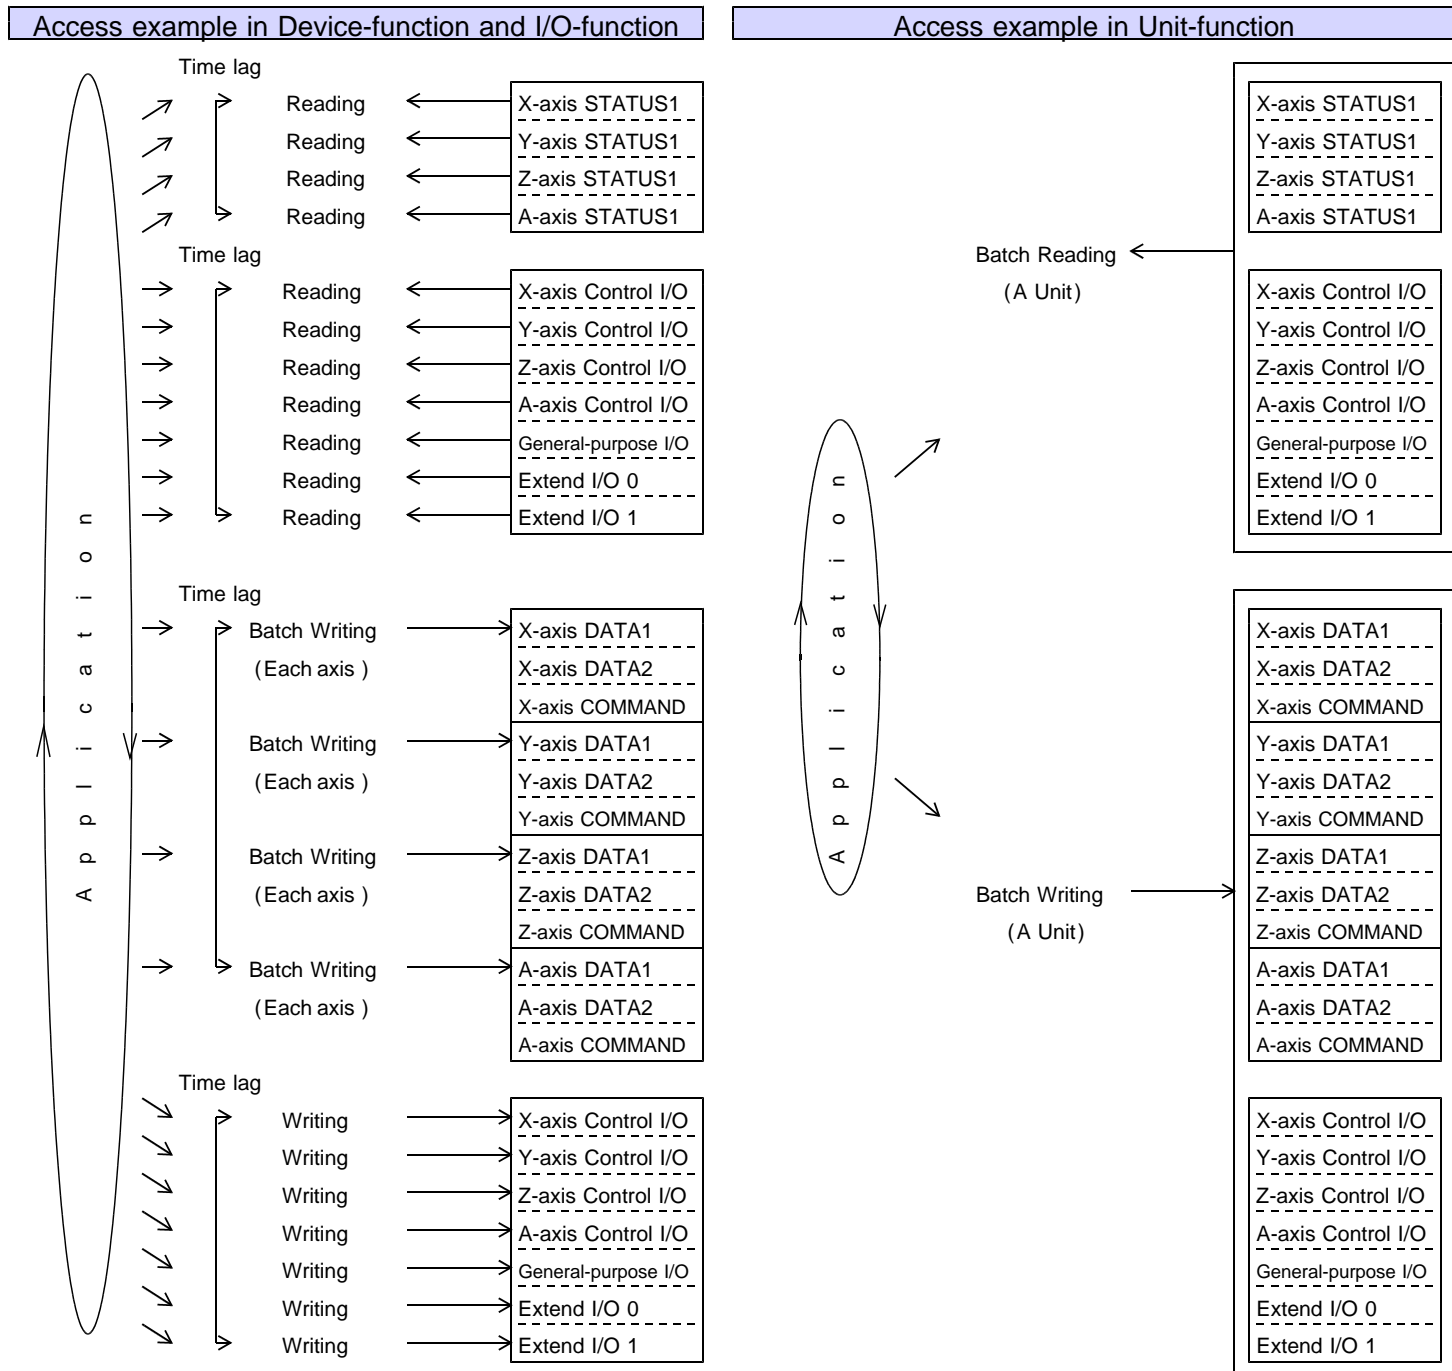 Access example in Device-function and I/O-function
Time lag
Reading X-axis STATUS1
Reading Y-axis STATUS1
Reading Z-axis STATUS1
Reading A-axis STATUS1
Time lag
Reading X-axis Control I/O
Reading Y-axis Control I/O
Reading Z-axis Control I/O
Reading A-axis Control I/O
Reading General-purpose I/O
Reading Extend I/O 0
Reading Extend I/O 1
Application
Time lag
Batch Writing X-axis DATA1
(Each axis ) X-axis DATA2
X-axis COMMAND
Batch Writing Y-axis DATA1
(Each axis ) Y-axis DATA2
Y-axis COMMAND
Batch Writing Z-axis DATA1
(Each axis ) Z-axis DATA2
Z-axis COMMAND
Batch Writing A-axis DATA1
(Each axis ) A-axis DATA2
A-axis COMMAND
Time lag
Writing X-axis Control I/O
Writing Y-axis Control I/O
Writing Z-axis Control I/O
Writing A-axis Control I/O
Writing General-purpose I/O
Writing Extend I/O 0
Writing Extend I/O 1
Access example in Unit-function
X-axis STATUS1
Y-axis STATUS1
Z-axis STATUS1
A-axis STATUS1
Batch Reading
(A Unit)
X-axis Control I/O
Y-axis Control I/O
Z-axis Control I/O
A-axis Control I/O
General-purpose I/O
Extend I/O 0
Extend I/O 1
Application
X-axis DATA1
X-axis DATA2
X-axis COMMAND
Y-axis DATA1
Y-axis DATA2
Y-axis COMMAND
Z-axis DATA1
Batch Writing Z-axis DATA2
(A Unit) Z-axis COMMAND
A-axis DATA1
A-axis DATA2
A-axis COMMAND
X-axis Control I/O
Y-axis Control I/O
Z-axis Control I/O
A-axis Control I/O
General-purpose I/O
Extend I/O 0
Extend I/O 1